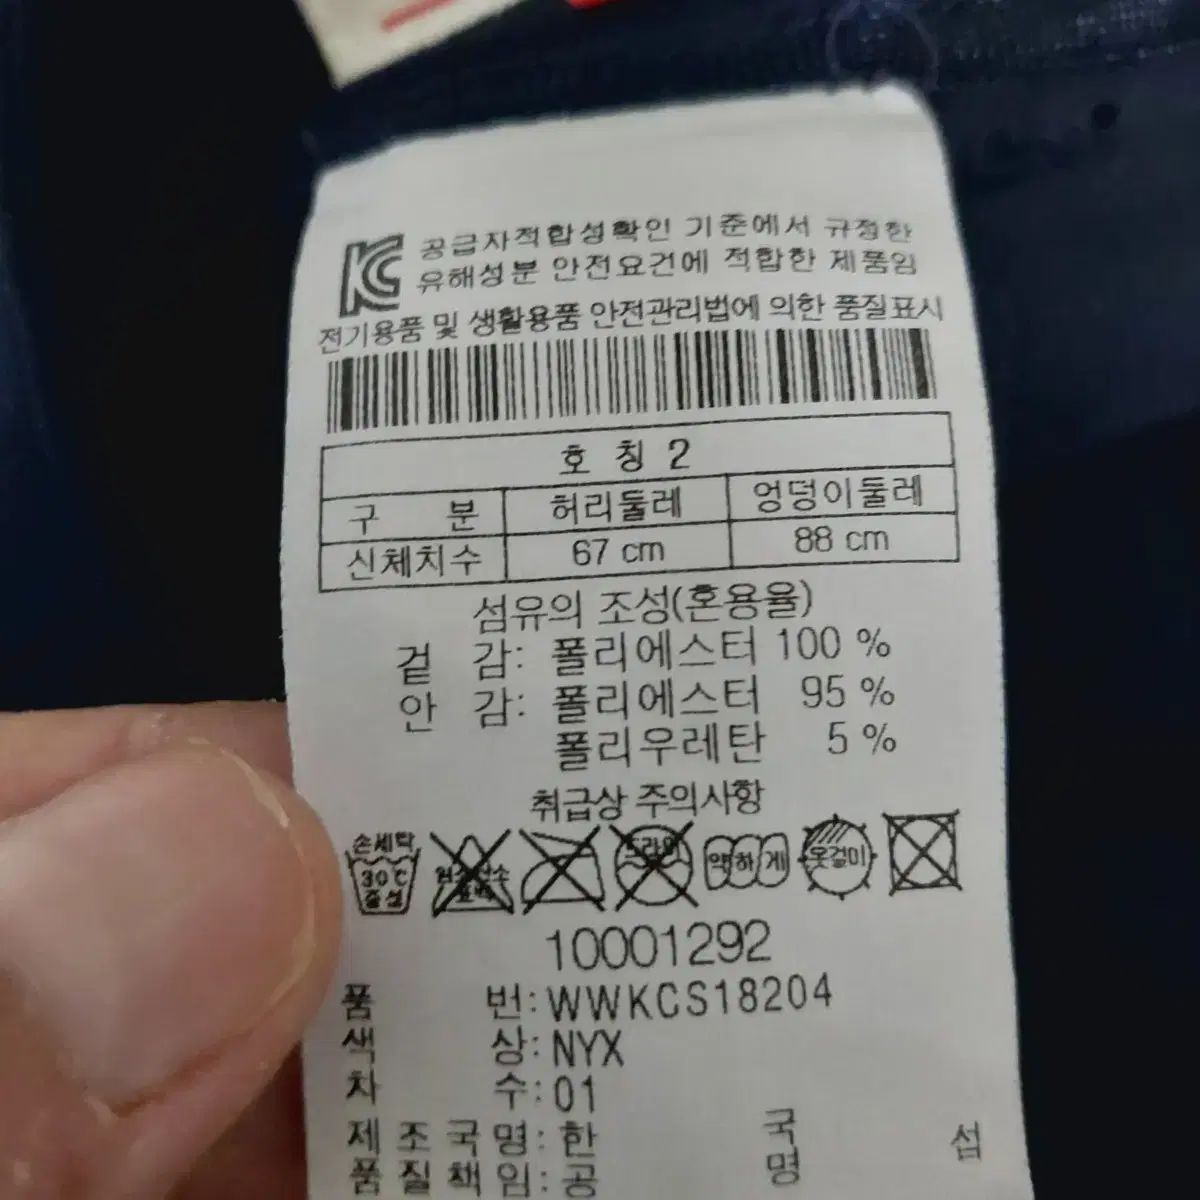 KC 공급자적합성확인 기준에서 규정한
유해성분 안전요건에 적합한 제품임
전기용품 및 생활용품 안전관리법에 의한 품질표시
호 칭 2
구 분 허리둘레 엉덩이둘레
신체치수 67 cm 88 cm
섬유의 조성(혼용율)
겉 감: 폴리에스터 100 %
안 감: 폴리에스터 95 %
폴리우레탄 5 %
취급상 주의사항
손세탁
30℃
중성
약하게
옷걸이
10001292
품 번: WWKCS18204
색 상: NYX
차 수: 01
제 조 국 명: 한 국
품 질 책 임: 공 명 섭